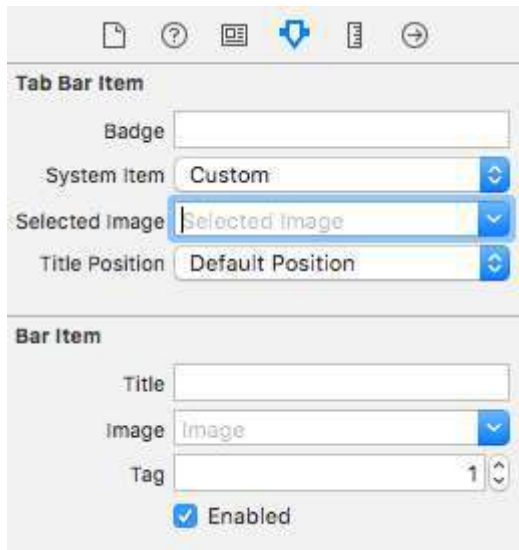 Tab Bar Item
Badge
System Item Custom
Selected Image Selected Image
Title Position Default Position
Bar Item
Title
Image Image
Tag 1
Enabled